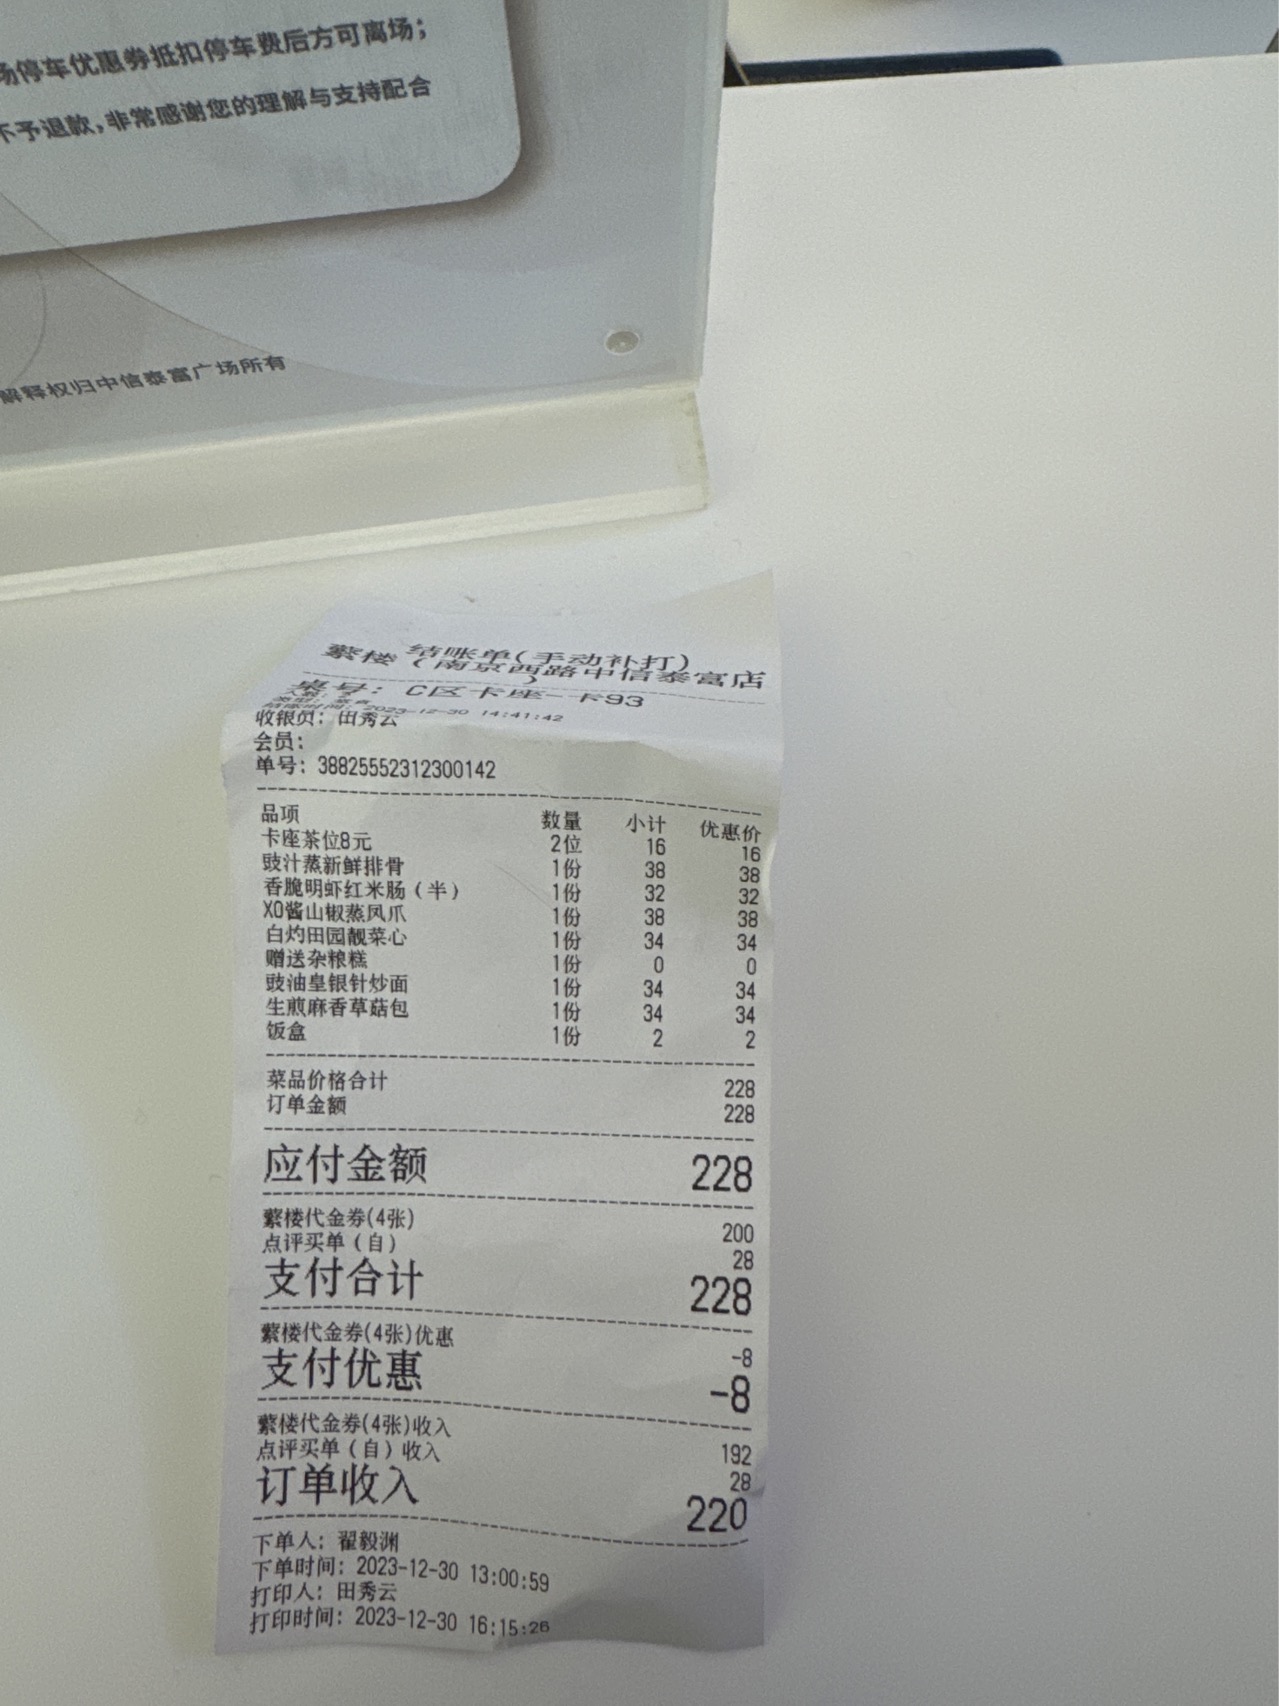 场停车优惠券抵扣停车费后方可离场；
不予退款，非常感谢您的理解与支持配合
解释权归中信泰富广场所有
结账单(手动补打)
蘩楼（南京西路中信泰富店
）
桌号：C区卡座-卡93
结账时间：2023-12-30 14:41:42
收银员：田秀云
会员：
单号：38825552312300142
品项 数量 小计 优惠价
卡座茶位8元 2位 16 16
豉汁蒸新鲜排骨 1份 38 38
香脆明虾红米肠（半） 1份 32 32
XO酱山椒蒸凤爪 1份 38 38
白灼田园靓菜心 1份 34 34
赠送杂粮糕 1份 0 0
豉油皇银针炒面 1份 34 34
生煎麻香草菇包 1份 34 34
饭盒 1份 2 2
菜品价格合计 228
订单金额 228
应付金额 228
蘩楼代金券(4张) 200
点评买单（自） 28
支付合计 228
蘩楼代金券(4张)优惠 -8
支付优惠 -8
蘩楼代金券(4张)收入 192
点评买单（自）收入 28
订单收入 220
下单人：翟毅渊
下单时间：2023-12-30 13:00:59
打印人：田秀云
打印时间：2023-12-30 16:15:26